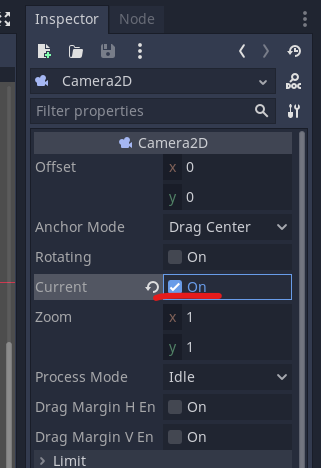 Inspector Node
Camera2D
DOC
Filter properties
Camera2D
Offset x 0
y 0
Anchor Mode Drag Center
Rotating On
Current On
Zoom x 1
y 1
Process Mode Idle
Drag Margin H En On
Drag Margin V En On
Limit